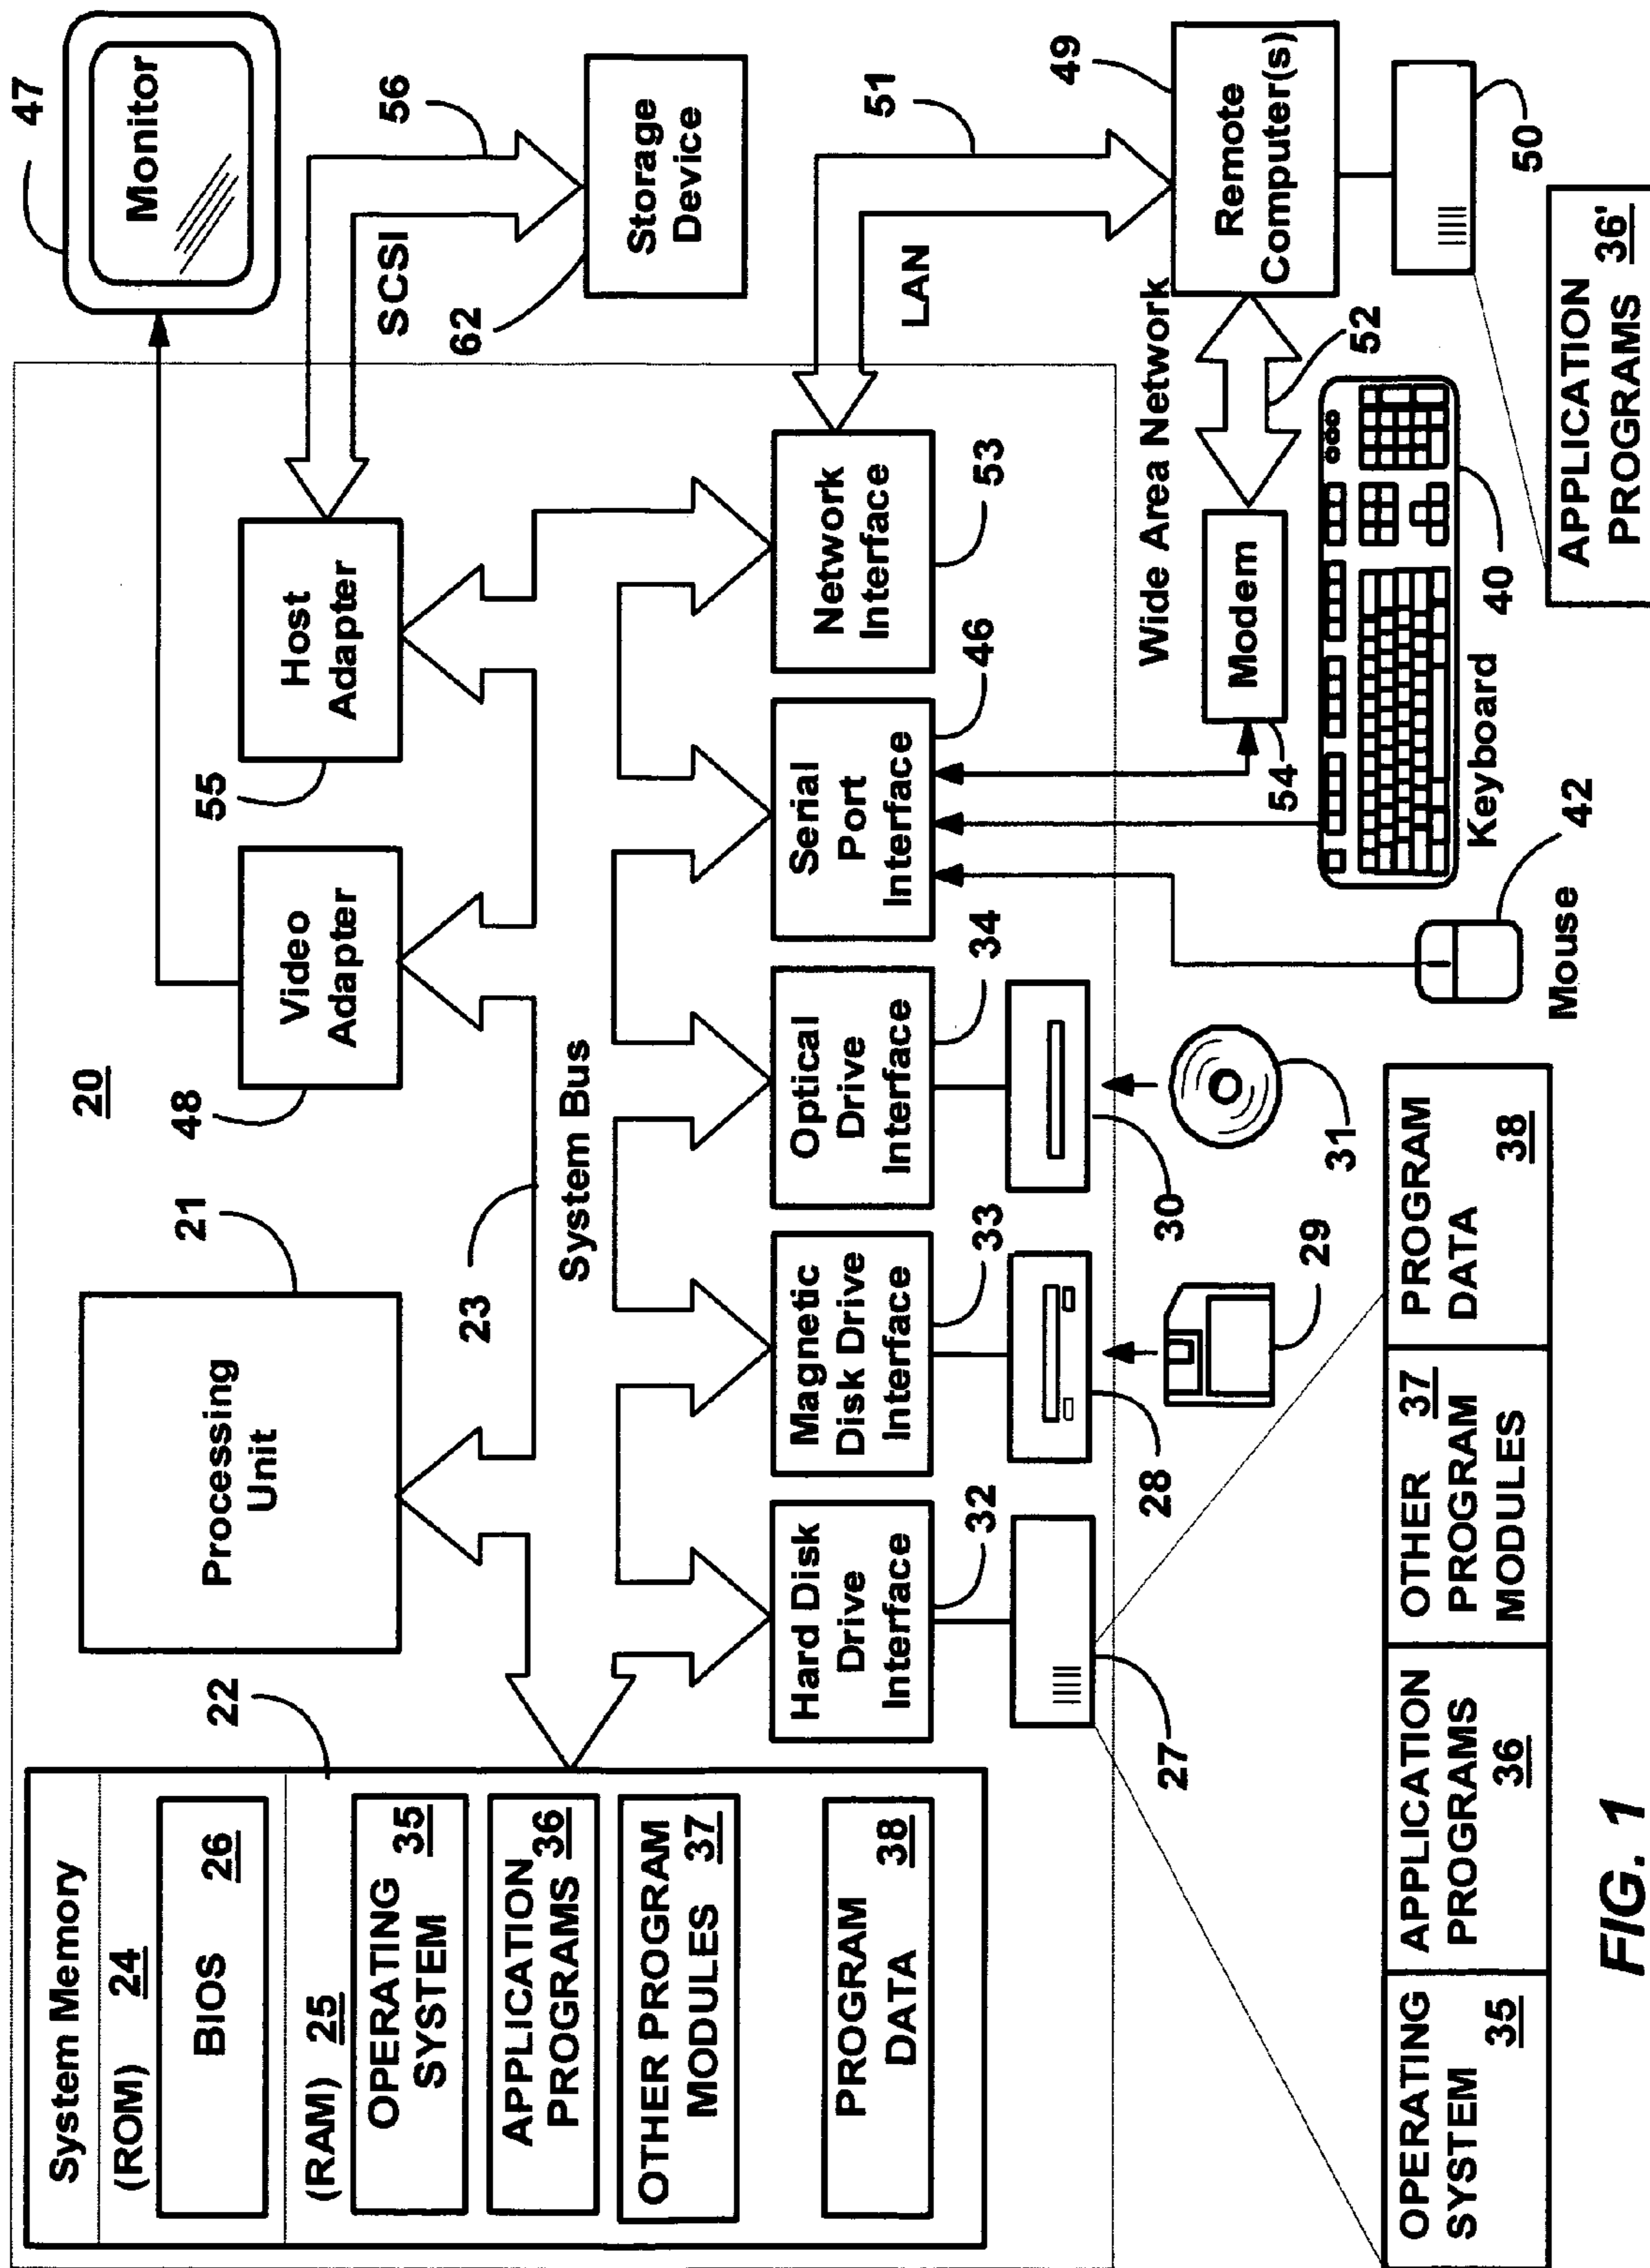 System Memory
(ROM) 24
BIOS 26
22
(RAM) 25
OPERATING 35
SYSTEM
APPLICATION
PROGRAMS 36
OTHER PROGRAM
MODULES 37
PROGRAM 38
DATA
21
Processing
Unit
20
48
Video
Adapter
55
Host
Adapter
47
Monitor
SCSI
56
62
Storage
Device
23
System Bus
Hard Disk
Drive
Interface
32
Magnetic
Disk Drive
Interface
33
Optical
Drive
Interface
34
Serial
Port
Interface
46
Network
Interface
53
LAN
51
27
28
29
30
31
Mouse
42
Keyboard
40
54
Modem
Wide Area Network
52
49
Remote
Computer(s)
50
OPERATING
SYSTEM
35
APPLICATION
PROGRAMS
36
OTHER 37
PROGRAM
MODULES
PROGRAM
DATA 38
APPLICATION
PROGRAMS 36'
FIG. 1